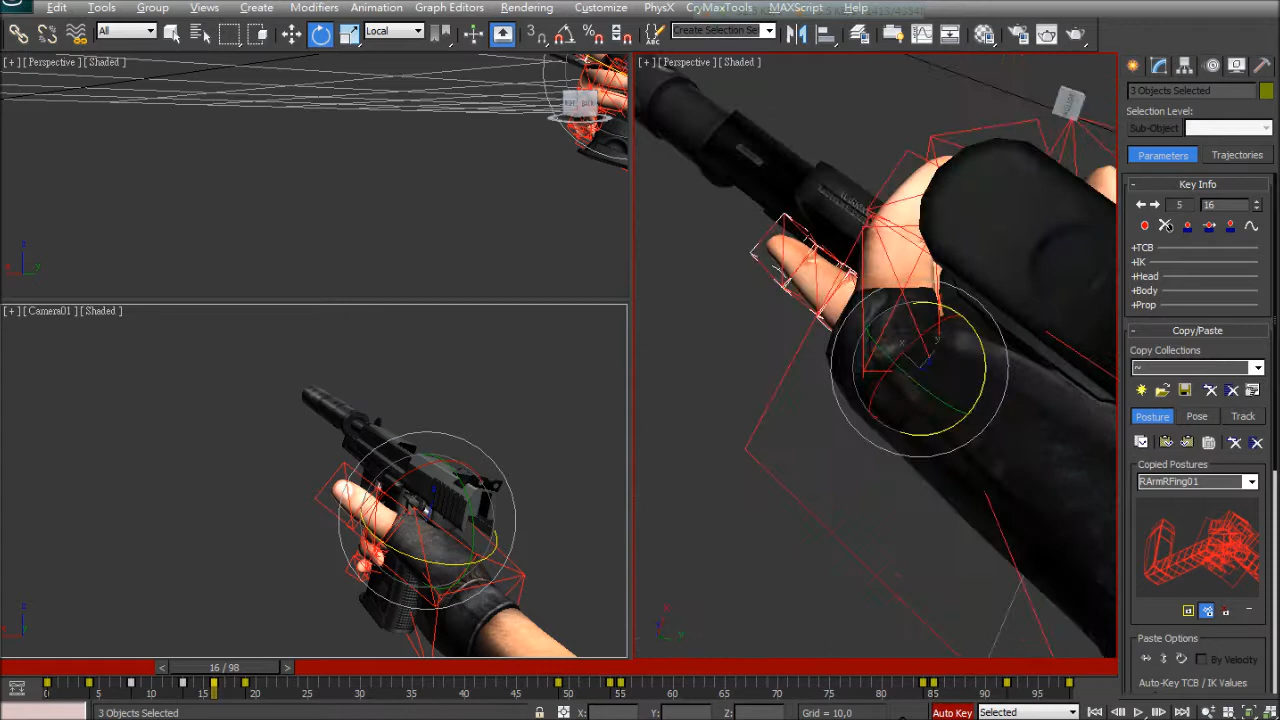 Edit Tools Group Views Create Modifiers Animation Graph Editors Rendering Customize PhysX CryMaxTools MAXScript Help
All Local Create Selection Se
[+] [Perspective] [Shaded] [+] [Perspective] [Shaded]
3 Objects Selected
Selection Level:
Sub-Object
Parameters Trajectories
- Key Info
5 16
+TCB
+IK
+Head
+Body
+Prop
[+] [Camera01] [Shaded]
- Copy/Paste
Copy Collections
~
Posture Pose Track
Copied Postures
RArmRFing01
Paste Options
By Velocity
Auto-Key TCB / IK Values
< 16 / 98 >
0 5 10 15 20 25 30 35 40 45 50 55 60 65 70 75 80 85 90 95
3 Objects Selected X: Y: Z: Grid = 10,0 Auto Key Selected